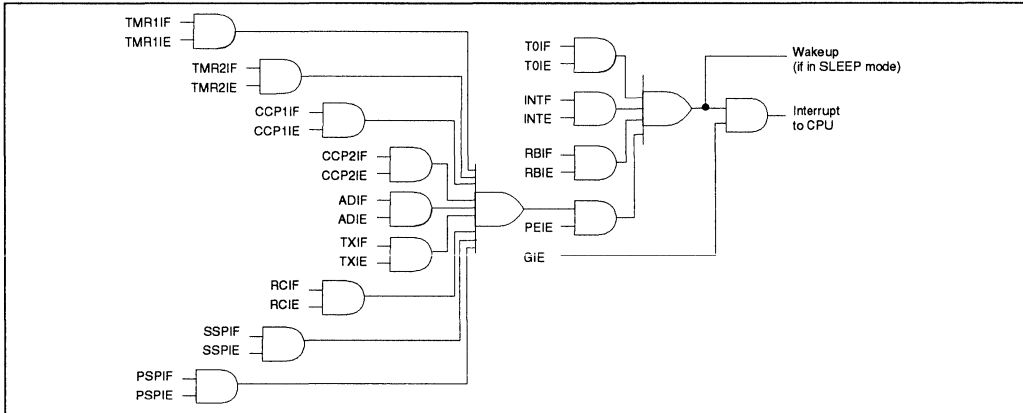 TMR1IF
TMR1IE
TMR2IF
TMR2IE
CCP1IF
CCP1IE
CCP2IF
CCP2IE
ADIF
ADIE
TXIF
TXIE
RCIF
RCIE
SSPIF
SSPIE
PSPIF
PSPIE
T0IF
T0IE
INTF
INTE
RBIF
RBIE
PEIE
GIE
Wakeup
(if in SLEEP mode)
Interrupt
to CPU